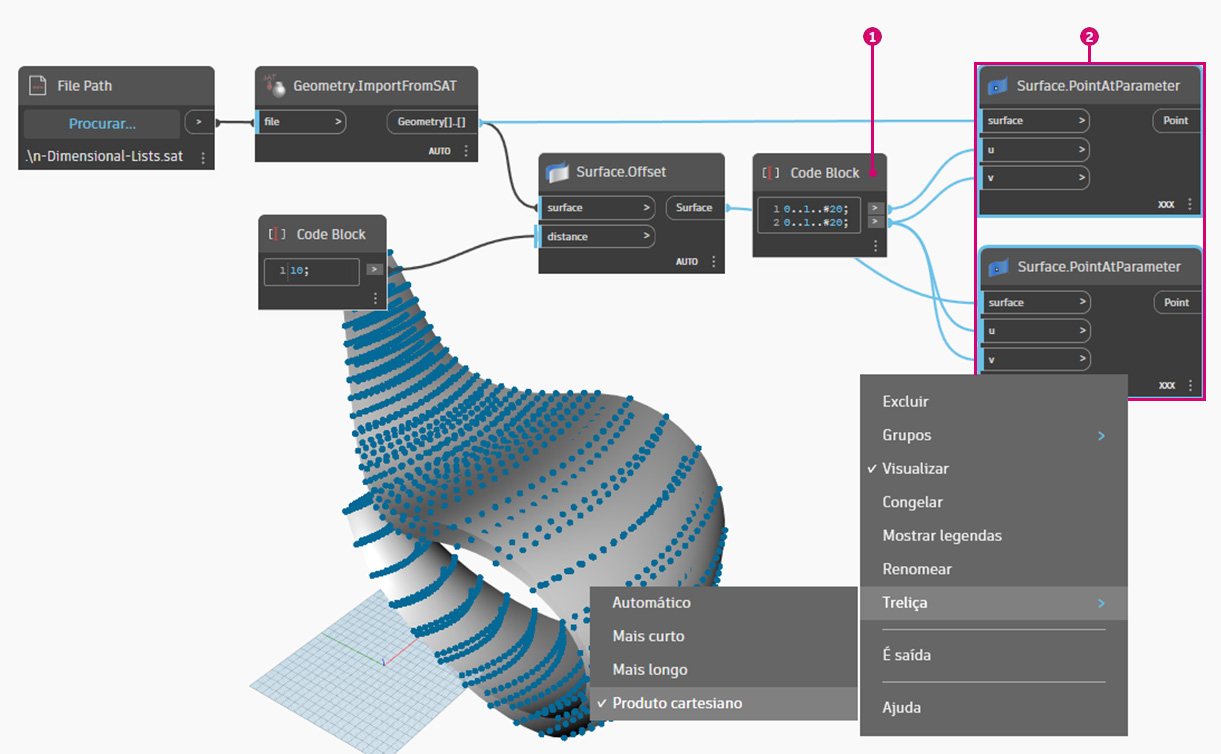 1
2
File Path
Procurar...
>
.\n-Dimensional-Lists.sat
SAT
Geometry.ImportFromSAT
file >
Geometry[]..[]
AUTO
Surface.PointAtParameter
surface >
Point
u >
v >
XXX
Surface.Offset
surface >
Surface
distance >
AUTO
Code Block
1 0..1..#20; >
2 0..1..#20; >
Code Block
1 10; >
Surface.PointAtParameter
surface >
Point
u >
v >
XXX
Excluir
Grupos >
✓ Visualizar
Congelar
Mostrar legendas
Renomear
Treliça >
É saída
Ajuda
Automático
Mais curto
Mais longo
✓ Produto cartesiano